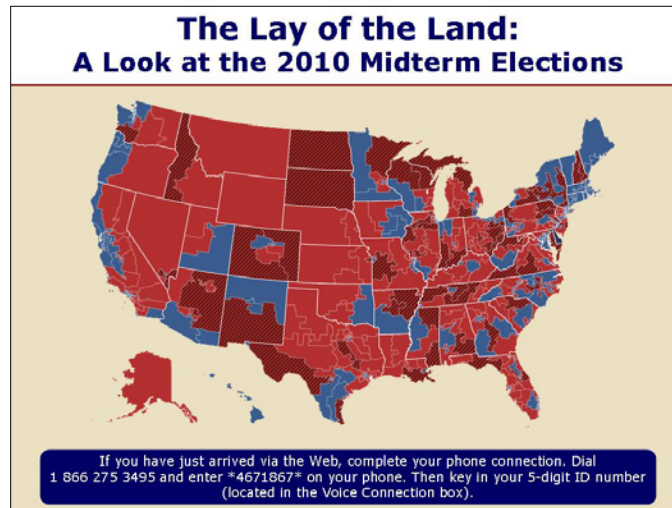 The Lay of the Land:
A Look at the 2010 Midterm Elections
If you have just arrived via the Web, complete your phone connection. Dial
1 866 275 3495 and enter *4671867* on your phone. Then key in your 5-digit ID number
(located in the Voice Connection box).